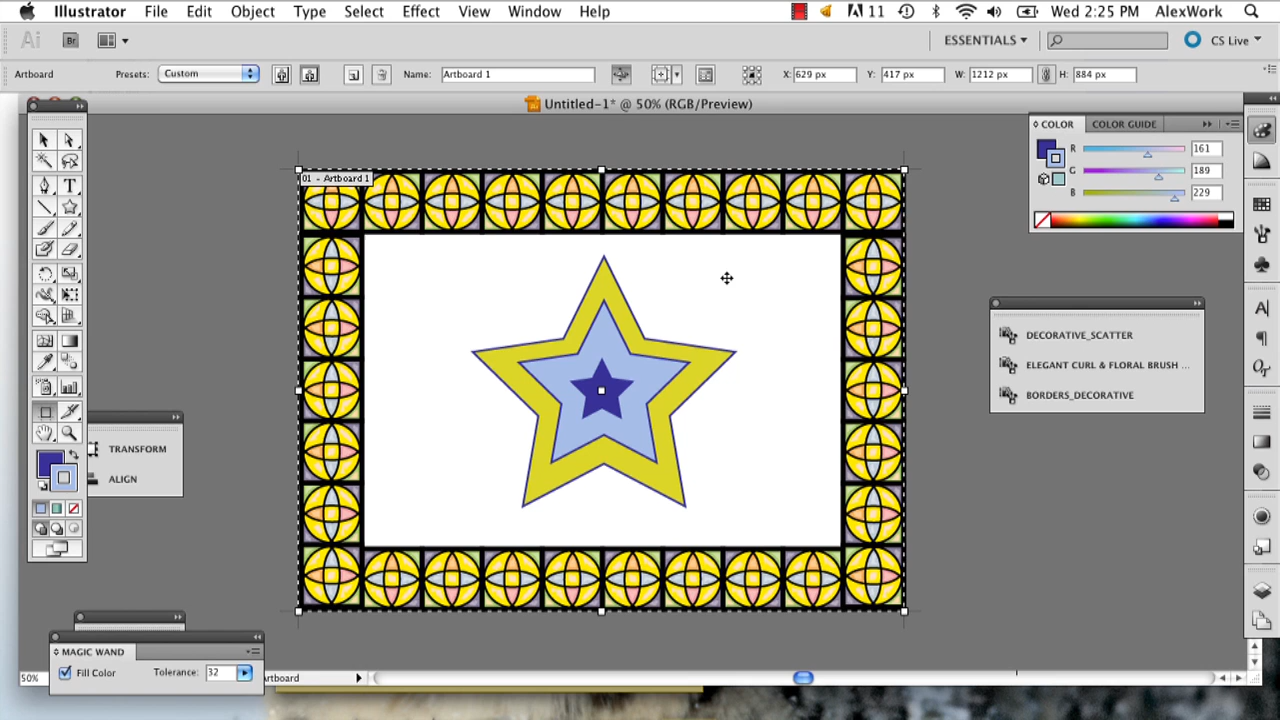 Illustrator File Edit Object Type Select Effect View Window Help 11 Wed 2:25 PM AlexWork
Ai Br ESSENTIALS CS Live
Artboard Presets: Custom Name: Artboard 1 X: 629 px Y: 417 px W: 1212 px H: 884 px
Untitled-1* @ 50% (RGB/Preview)
COLOR COLOR GUIDE
R 161
G 189
B 229
01 - Artboard 1
T
DECORATIVE_SCATTER
ELEGANT CURL & FLORAL BRUSH ...
BORDERS_DECORATIVE
TRANSFORM
ALIGN
MAGIC WAND
Fill Color Tolerance: 32
50% Artboard